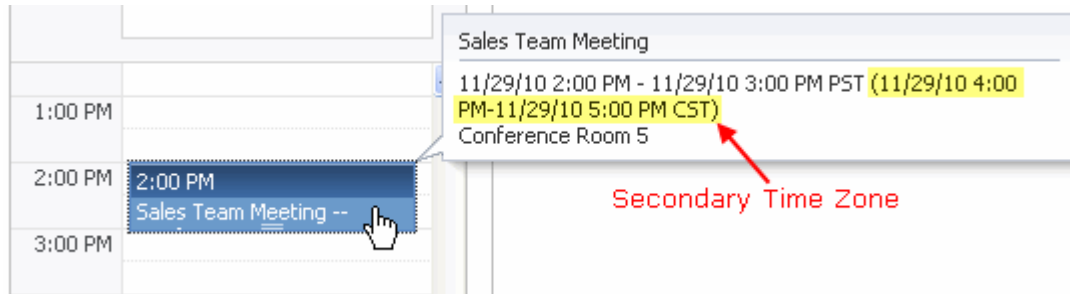 Sales Team Meeting
11/29/10 2:00 PM - 11/29/10 3:00 PM PST (11/29/10 4:00
PM-11/29/10 5:00 PM CST)
Conference Room 5
1:00 PM
2:00 PM
2:00 PM
Sales Team Meeting --
Secondary Time Zone
3:00 PM